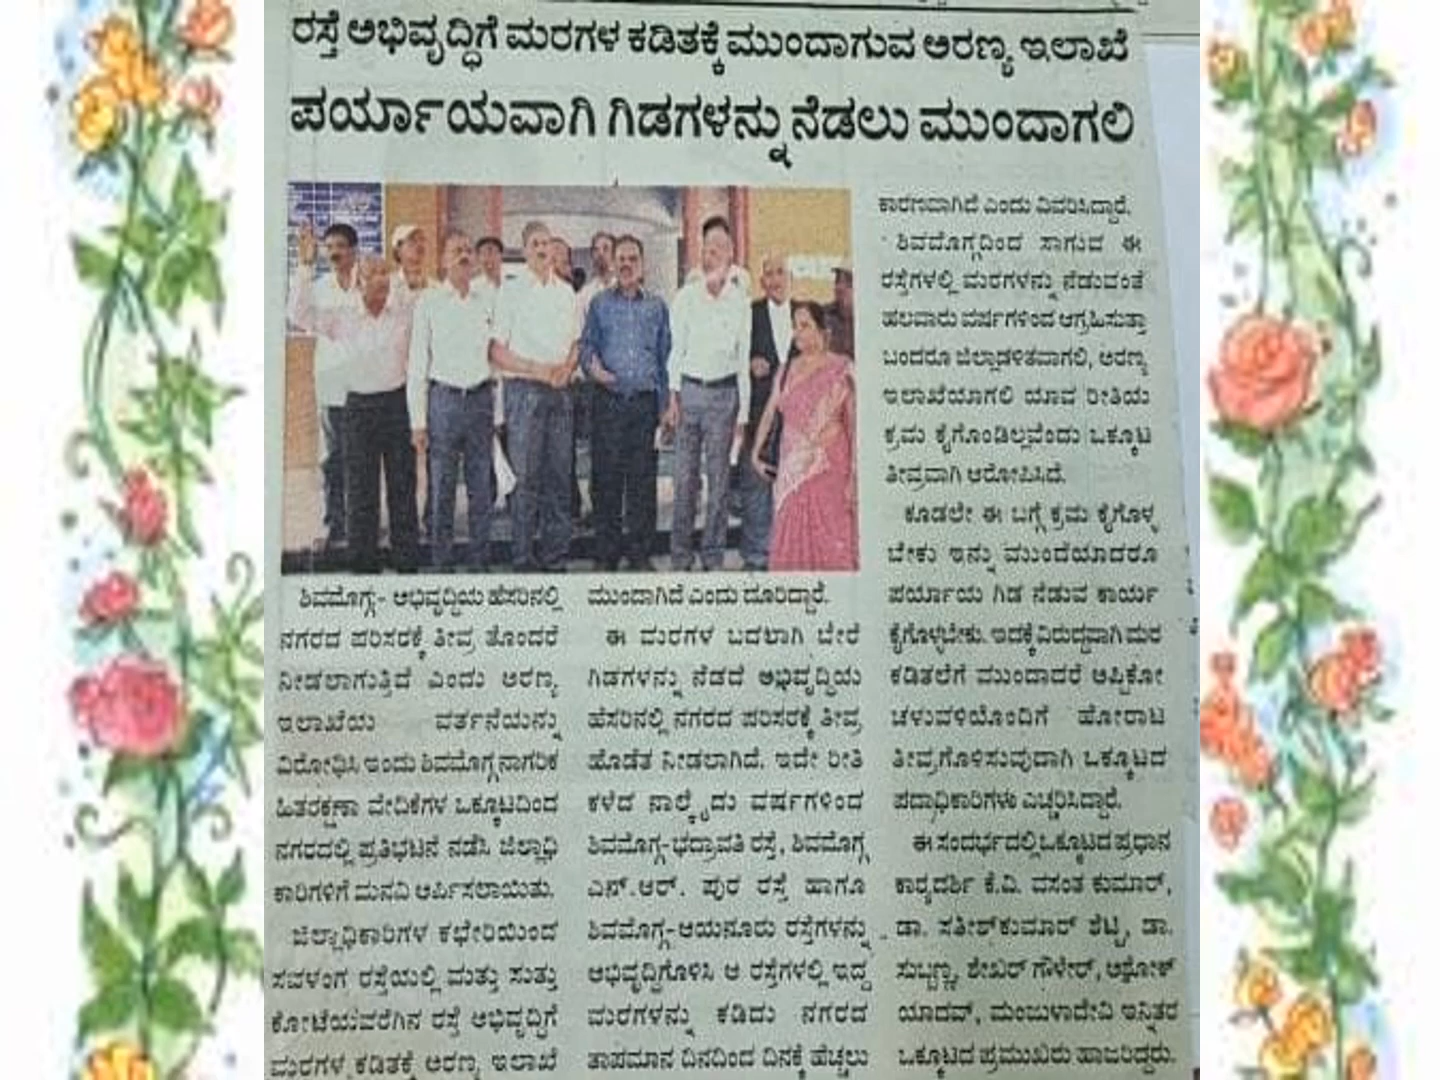 ರಸ್ತೆ ಅಭಿವೃದ್ಧಿಗೆ ಮರಗಳ ಕಡಿತಕ್ಕೆ ಮುಂದಾಗುವ ಅರಣ್ಯ ಇಲಾಖೆ
ಪರ್ಯಾಯವಾಗಿ ಗಿಡಗಳನ್ನು ನೆಡಲು ಮುಂದಾಗಲಿ
ಶಿವಮೊಗ್ಗ:- ಅಭಿವೃದ್ಧಿಯ ಹೆಸರಿನಲ್ಲಿ
ನಗರದ ಪರಿಸರಕ್ಕೆ ತೀವ್ರ ತೊಂದರೆ
ನೀಡಲಾಗುತ್ತಿದೆ ಎಂದು ಅರಣ್ಯ
ಇಲಾಖೆಯ ವರ್ತನೆಯನ್ನು
ವಿರೋಧಿಸಿ ಇಂದು ಶಿವಮೊಗ್ಗ ನಾಗರಿಕ
ಹಿತರಕ್ಷಣಾ ವೇದಿಕೆಗಳ ಒಕ್ಕೂಟದಿಂದ
ನಗರದಲ್ಲಿ ಪ್ರತಿಭಟನೆ ನಡೆಸಿ ಜಿಲ್ಲಾಧಿ
ಕಾರಿಗಳಿಗೆ ಮನವಿ ಅರ್ಪಿಸಲಾಯಿತು.
ಜಿಲ್ಲಾಧಿಕಾರಿಗಳ ಕಛೇರಿಯಿಂದ
ಸವಳಂಗ ರಸ್ತೆಯಲ್ಲಿ ಮತ್ತು ಸುತ್ತು
ಕೋಟೆಯವರೆಗಿನ ರಸ್ತೆ ಅಭಿವೃದ್ಧಿಗೆ
ಮರಗಳ ಕಡಿತಕ್ಕೆ ಅರಣ್ಯ ಇಲಾಖೆ
ಮುಂದಾಗಿದೆ ಎಂದು ದೂರಿದ್ದಾರೆ.
ಈ ಮರಗಳ ಬದಲಾಗಿ ಬೇರೆ
ಗಿಡಗಳನ್ನು ನೆಡದೆ ಅಭಿವೃದ್ಧಿಯ
ಹೆಸರಿನಲ್ಲಿ ನಗರದ ಪರಿಸರಕ್ಕೆ ತೀವ್ರ
ಹೊಡೆತ ನೀಡಲಾಗಿದೆ. ಇದೇ ರೀತಿ
ಕಳೆದ ನಾಲ್ಕೈದು ವರ್ಷಗಳಿಂದ
ಶಿವಮೊಗ್ಗ-ಭದ್ರಾವತಿ ರಸ್ತೆ, ಶಿವಮೊಗ್ಗ
ಎನ್.ಆರ್. ಪುರ ರಸ್ತೆ ಹಾಗೂ
ಶಿವಮೊಗ್ಗ-ಆಯನೂರು ರಸ್ತೆಗಳನ್ನು
ಅಭಿವೃದ್ಧಿಗೊಳಿಸಿ ಆ ರಸ್ತೆಗಳಲ್ಲಿ ಇದ್ದ
ಮರಗಳನ್ನು ಕಡಿದು ನಗರದ
ತಾಪಮಾನ ದಿನದಿಂದ ದಿನಕ್ಕೆ ಹೆಚ್ಚಲು
ಕಾರಣವಾಗಿದೆ ಎಂದು ವಿವರಿಸಿದ್ದಾರೆ.
ಶಿವಮೊಗ್ಗದಿಂದ ಸಾಗುವ ಈ
ರಸ್ತೆಗಳಲ್ಲಿ ಮರಗಳನ್ನು ನೆಡುವಂತೆ
ಹಲವಾರು ವರ್ಷಗಳಿಂದ ಆಗ್ರಹಿಸುತ್ತಾ
ಬಂದರೂ ಜಿಲ್ಲಾಡಳಿತವಾಗಲಿ, ಅರಣ್ಯ
ಇಲಾಖೆಯಾಗಲಿ ಯಾವ ರೀತಿಯ
ಕ್ರಮ ಕೈಗೊಂಡಿಲ್ಲವೆಂದು ಒಕ್ಕೂಟ
ತೀವ್ರವಾಗಿ ಆರೋಪಿಸಿದೆ.
ಕೂಡಲೇ ಈ ಬಗ್ಗೆ ಕ್ರಮ ಕೈಗೊಳ್ಳ
ಬೇಕು ಇನ್ನು ಮುಂದೆಯಾದರೂ
ಪರ್ಯಾಯ ಗಿಡ ನೆಡುವ ಕಾರ್ಯ
ಕೈಗೊಳ್ಳಬೇಕು. ಇದಕ್ಕೆ ವಿರುದ್ಧವಾಗಿ ಮರ
ಕಡಿತಲೆಗೆ ಮುಂದಾದರೆ ಅಪ್ಪಿಕೋ
ಚಳುವಳಿಯೊಂದಿಗೆ ಹೋರಾಟ
ತೀವ್ರಗೊಳಿಸುವುದಾಗಿ ಒಕ್ಕೂಟದ
ಪದಾಧಿಕಾರಿಗಳು ಎಚ್ಚರಿಸಿದ್ದಾರೆ.
ಈ ಸಂದರ್ಭದಲ್ಲಿ ಒಕ್ಕೂಟದ ಪ್ರಧಾನ
ಕಾರ್‍ಯದರ್ಶಿ ಕೆ.ವಿ. ವಸಂತ ಕುಮಾರ್,
ಡಾ. ಸತೀಶ್‌ಕುಮಾರ್ ಶೆಟ್ಟಿ, ಡಾ.
ಸುಬ್ಬಣ್ಣ, ಶೇಖರ್ ಗೌಳೇರ್, ಅಶೋಕ್
ಯಾದವ್, ಮಂಜುಳಾದೇವಿ ಇನ್ನಿತರ
ಒಕ್ಕೂಟದ ಪ್ರಮುಖರು ಹಾಜರಿದ್ದರು.